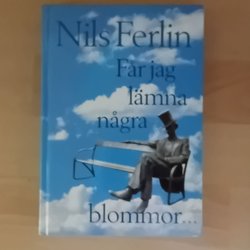 Nils Ferlin
Får jag
lämna
några
blommor...